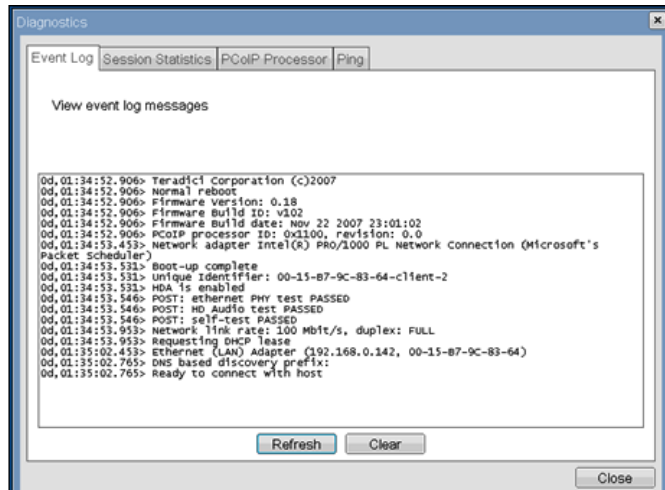 Diagnostics
Event Log Session Statistics PCoIP Processor Ping
View event log messages
0d,01:34:52.906> Teradici Corporation (c)2007
0d,01:34:52.906> Normal reboot
0d,01:34:52.906> Firmware Version: 0.18
0d,01:34:52.906> Firmware Build ID: v102
0d,01:34:52.906> Firmware Build date: Nov 22 2007 23:01:02
0d,01:34:52.906> PCoIP processor ID: 0x1100, revision: 0.0
0d,01:34:53.453> Network adapter Intel(R) PRO/1000 PL Network Connection (Microsoft's
Packet Scheduler)
0d,01:34:53.531> Boot-up complete
0d,01:34:53.531> Unique Identifier: 00-15-B7-9C-83-64-client-2
0d,01:34:53.531> HDA is enabled
0d,01:34:53.546> POST: ethernet PHY test PASSED
0d,01:34:53.546> POST: HD Audio test PASSED
0d,01:34:53.546> POST: self-test PASSED
0d,01:34:53.953> Network link rate: 100 Mbit/s, duplex: FULL
0d,01:34:53.953> Requesting DHCP lease
0d,01:35:02.453> Ethernet (LAN) Adapter (192.168.0.142, 00-15-B7-9C-83-64)
0d,01:35:02.765> DNS based discovery prefix:
0d,01:35:02.765> Ready to connect with host
Refresh Clear
Close